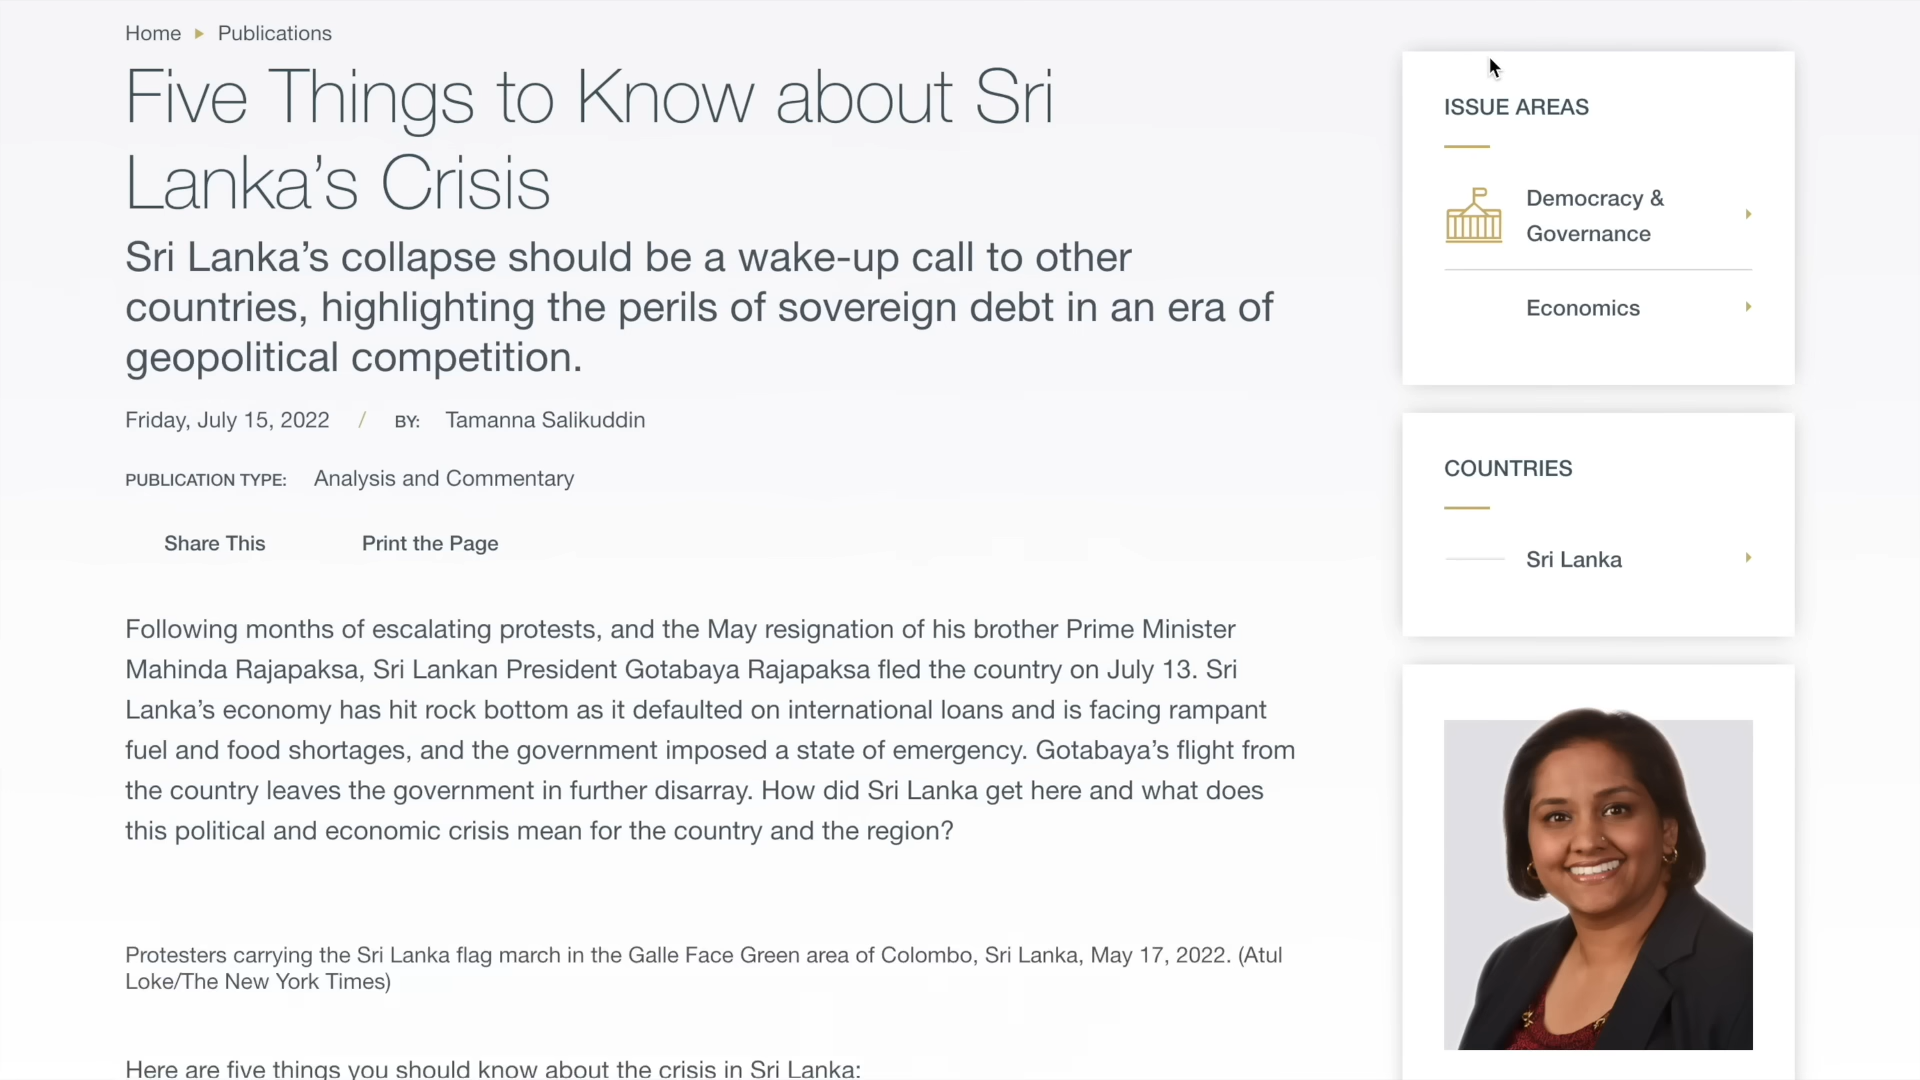 Home
Publications
Five Things to Know about Sri
Lanka’s Crisis
Sri Lanka’s collapse should be a wake-up call to other
countries, highlighting the perils of sovereign debt in an era of
geopolitical competition.
Friday, July 15, 2022 / BY: Tamanna Salikuddin
PUBLICATION TYPE: Analysis and Commentary
Share This
Print the Page
Following months of escalating protests, and the May resignation of his brother Prime Minister
Mahinda Rajapaksa, Sri Lankan President Gotabaya Rajapaksa fled the country on July 13. Sri
Lanka’s economy has hit rock bottom as it defaulted on international loans and is facing rampant
fuel and food shortages, and the government imposed a state of emergency. Gotabaya’s flight from
the country leaves the government in further disarray. How did Sri Lanka get here and what does
this political and economic crisis mean for the country and the region?
Protesters carrying the Sri Lanka flag march in the Galle Face Green area of Colombo, Sri Lanka, May 17, 2022. (Atul
Loke/The New York Times)
Here are five things you should know about the crisis in Sri Lanka:
ISSUE AREAS
Democracy &
Governance
Economics
COUNTRIES
Sri Lanka